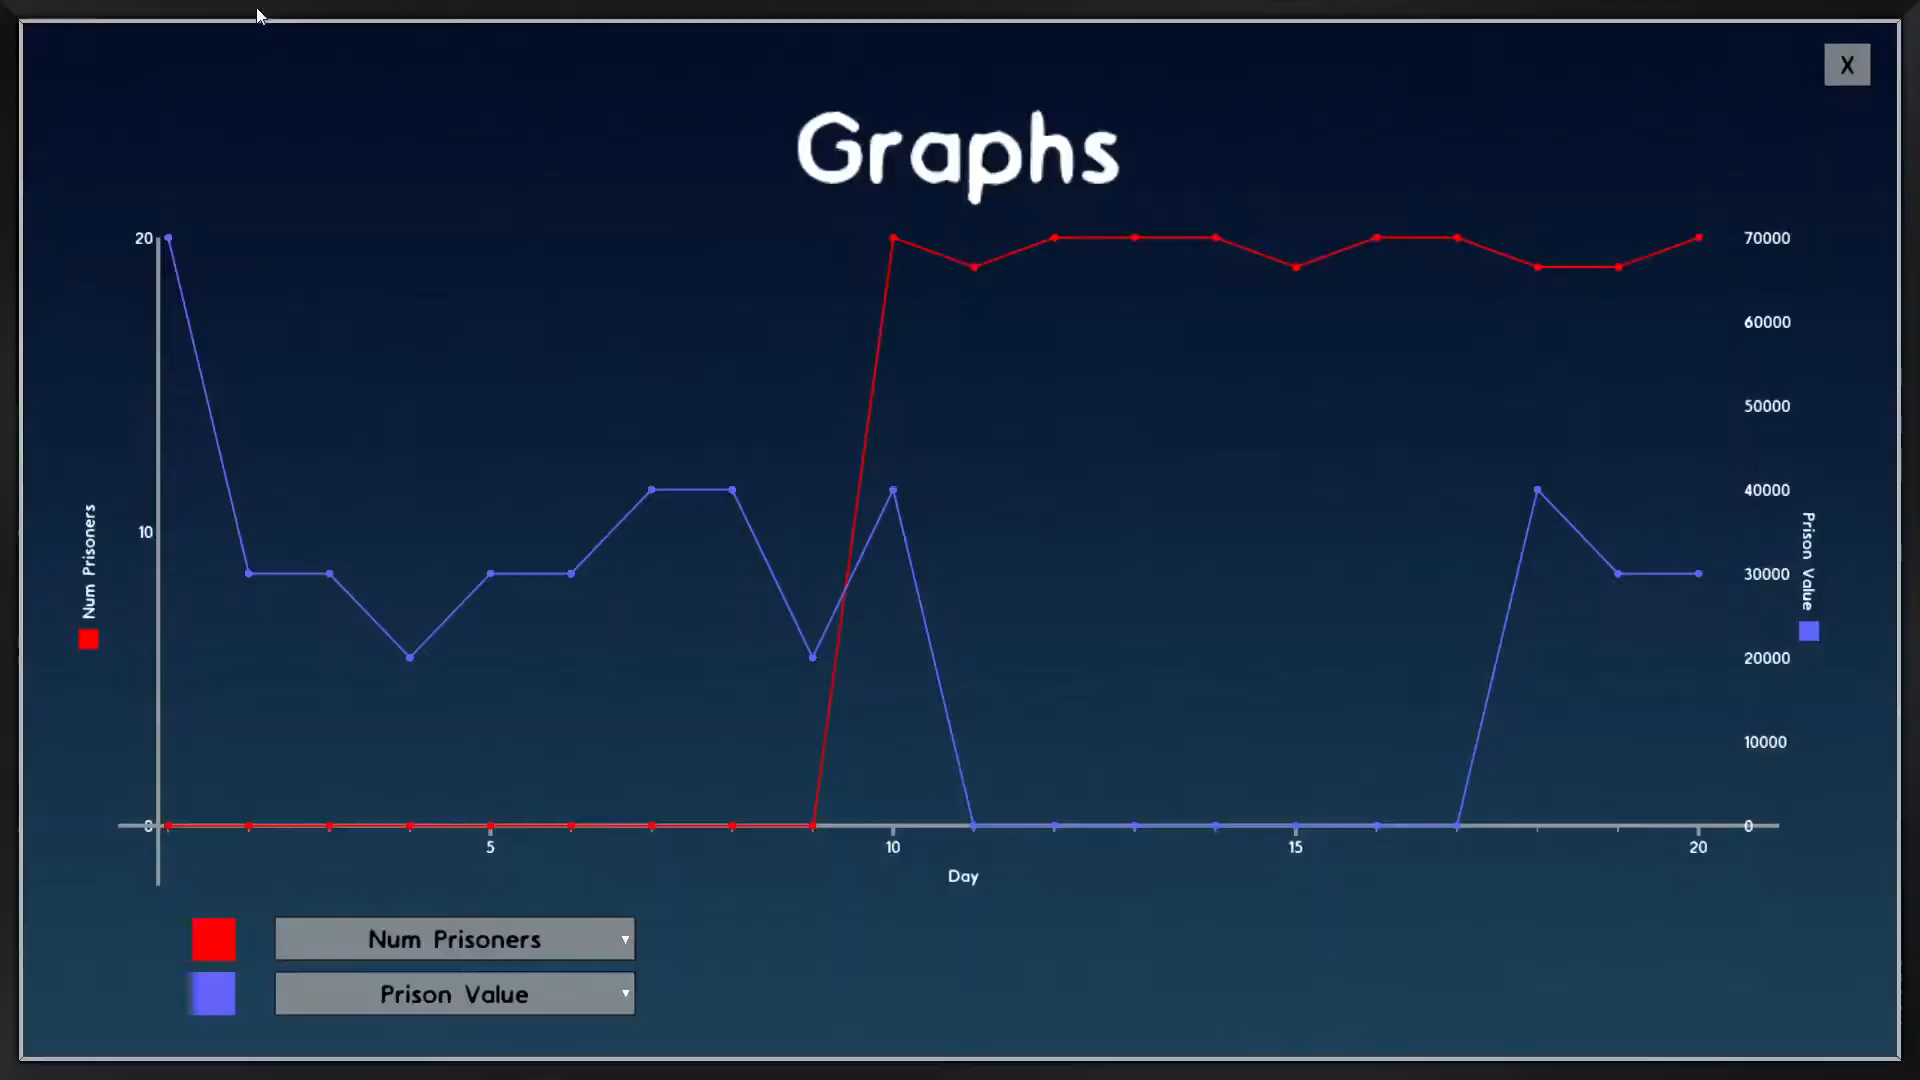 X
Graphs
20
10
0
Num Prisoners
70000
60000
50000
40000
30000
20000
10000
0
Prison Value
5
10
15
20
Day
Num Prisoners
Prison Value